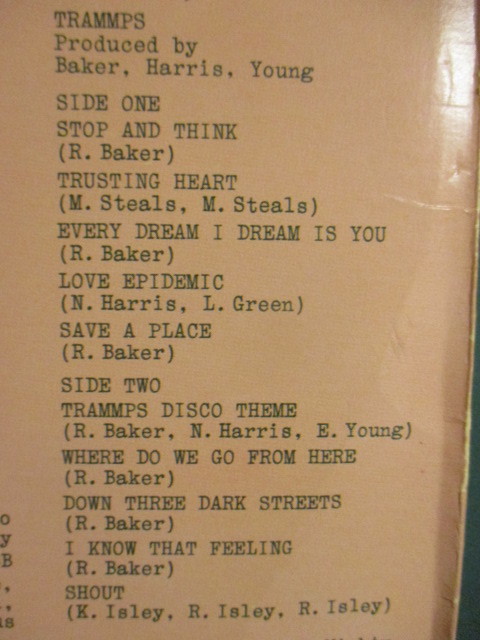 TRAMMPS
Produced by
Baker, Harris, Young
SIDE ONE
STOP AND THINK
(R. Baker)
TRUSTING HEART
(M. Steals, M. Steals)
EVERY DREAM I DREAM IS YOU
(R. Baker)
LOVE EPIDEMIC
(N. Harris, L. Green)
SAVE A PLACE
(R. Baker)
SIDE TWO
TRAMMPS DISCO THEME
(R. Baker, N. Harris, E. Young)
WHERE DO WE GO FROM HERE
(R. Baker)
DOWN THREE DARK STREETS
(R. Baker)
I KNOW THAT FEELING
(R. Baker)
SHOUT
(K. Isley, R. Isley, R. Isley)